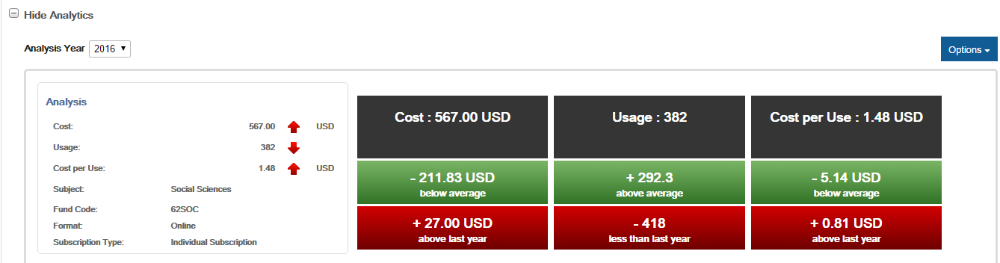 Hide Analytics
Analysis Year 2016
Options
Analysis
Cost: 567.00 USD
Usage: 382
Cost per Use: 1.48 USD
Subject: Social Sciences
Fund Code: 62SOC
Format: Online
Subscription Type: Individual Subscription
Cost : 567.00 USD
- 211.83 USD
below average
+ 27.00 USD
above last year
Usage : 382
+ 292.3
above average
- 418
less than last year
Cost per Use : 1.48 USD
- 5.14 USD
below average
+ 0.81 USD
above last year